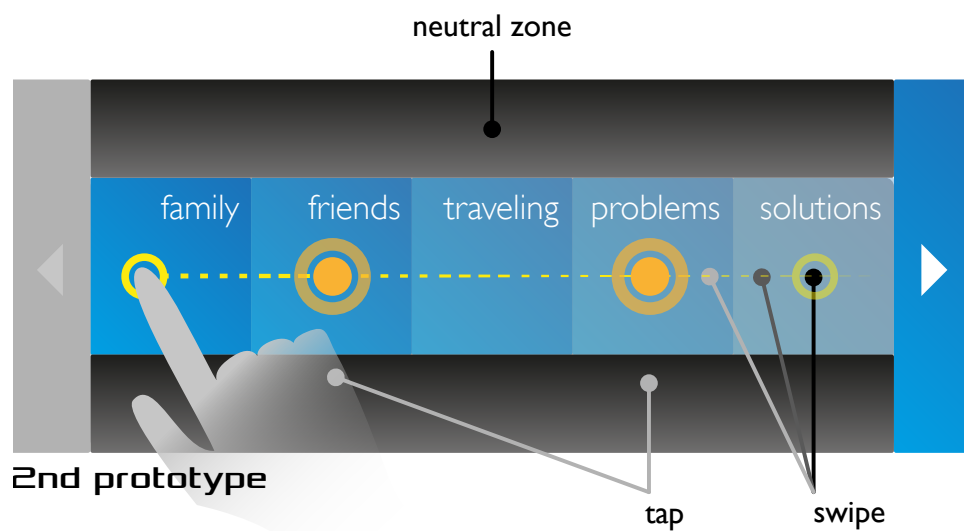 neutral zone
family friends traveling problems solutions
2nd prototype
tap swipe